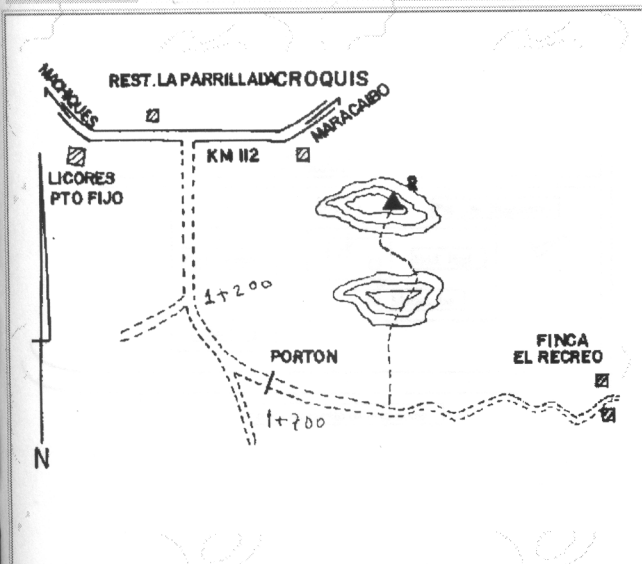 REST. LA PARRILLADA CROQUIS
MACHIQUES
MARACAIBO
KM 112
LICORES
PTO FIJO
1+200
PORTON
FINCA
EL RECREO
1+700
N